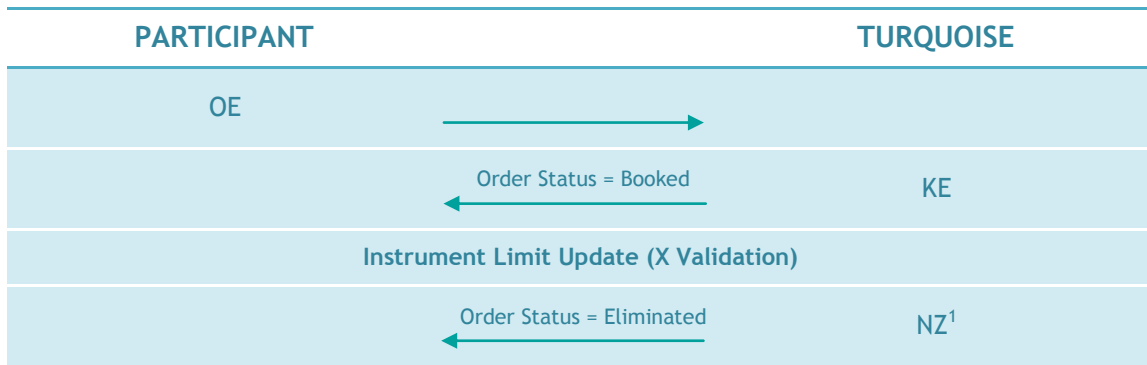 PARTICIPANT TURQUOISE
OE
Order Status = Booked KE
Instrument Limit Update (X Validation)
Order Status = Eliminated NZ¹